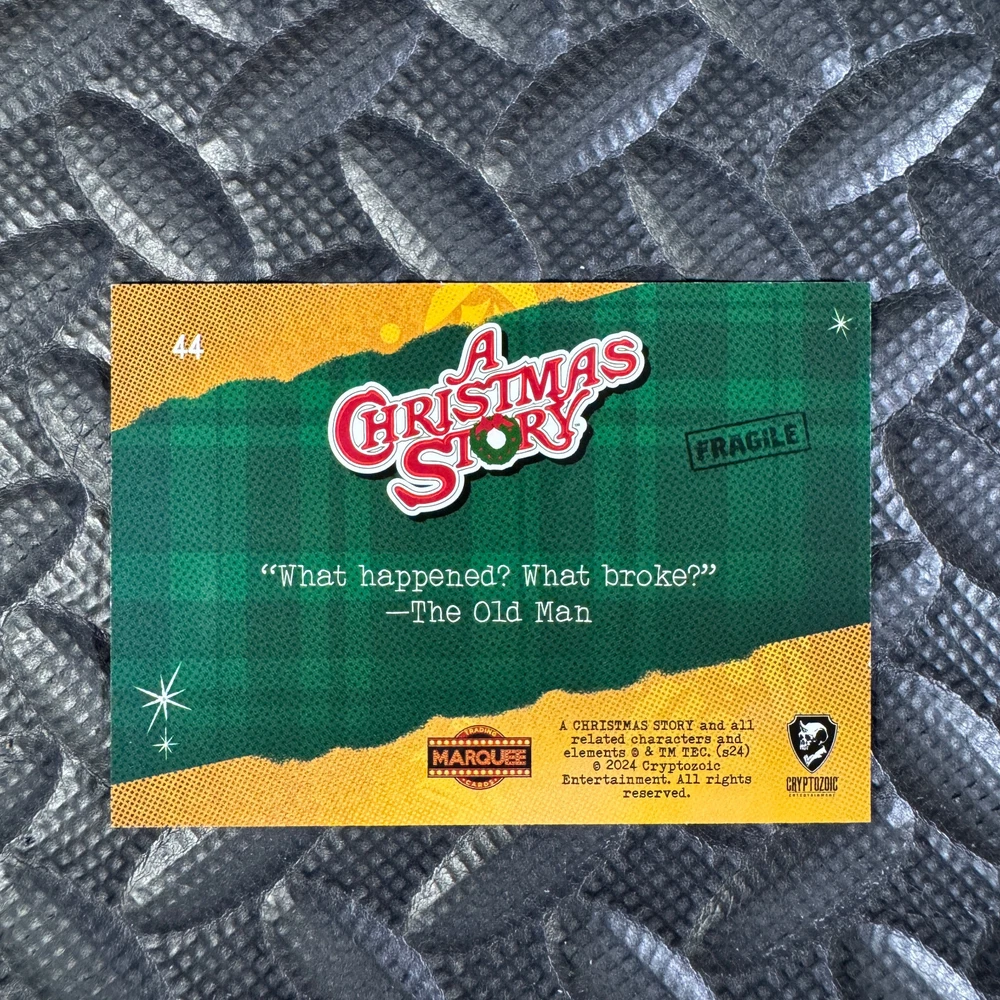 44
A
CHRISTMAS
STORY
FRAGILE
“What happened? What broke?”
—The Old Man
TRADING
MARQUEE
CARDS
A CHRISTMAS STORY and all
related characters and
elements © & TM TEC. (s24)
© 2024 Cryptozoic
Entertainment. All rights
reserved.
CRYPTOZOIC
ENTERTAINMENT